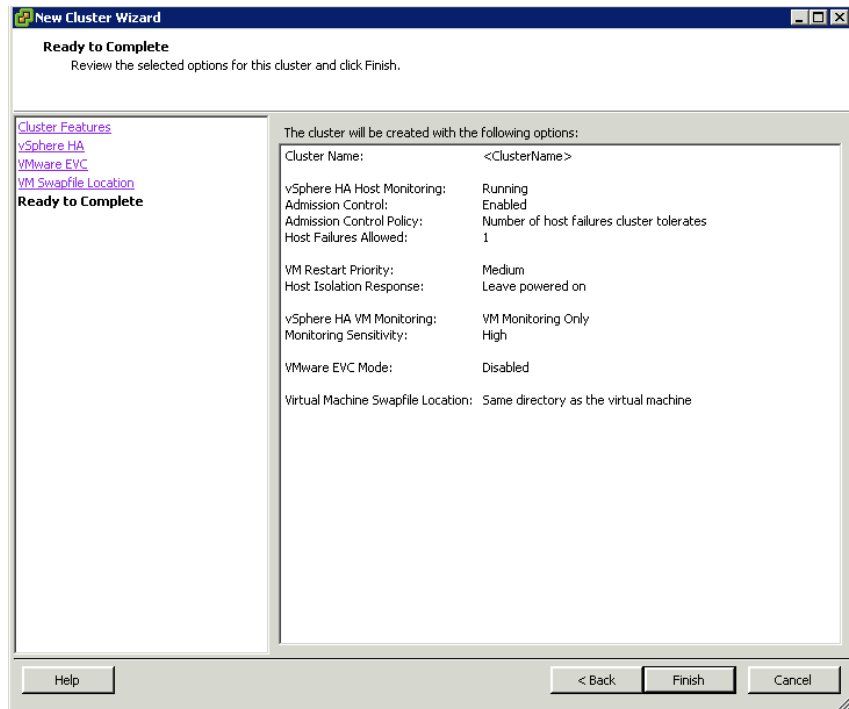 New Cluster Wizard
Ready to Complete
Review the selected options for this cluster and click Finish.
Cluster Features
vSphere HA
VMware EVC
VM Swapfile Location
Ready to Complete
The cluster will be created with the following options:
Cluster Name: <ClusterName>
vSphere HA Host Monitoring: Running
Admission Control: Enabled
Admission Control Policy: Number of host failures cluster tolerates
Host Failures Allowed: 1
VM Restart Priority: Medium
Host Isolation Response: Leave powered on
vSphere HA VM Monitoring: VM Monitoring Only
Monitoring Sensitivity: High
VMware EVC Mode: Disabled
Virtual Machine Swapfile Location: Same directory as the virtual machine
Help < Back Finish Cancel